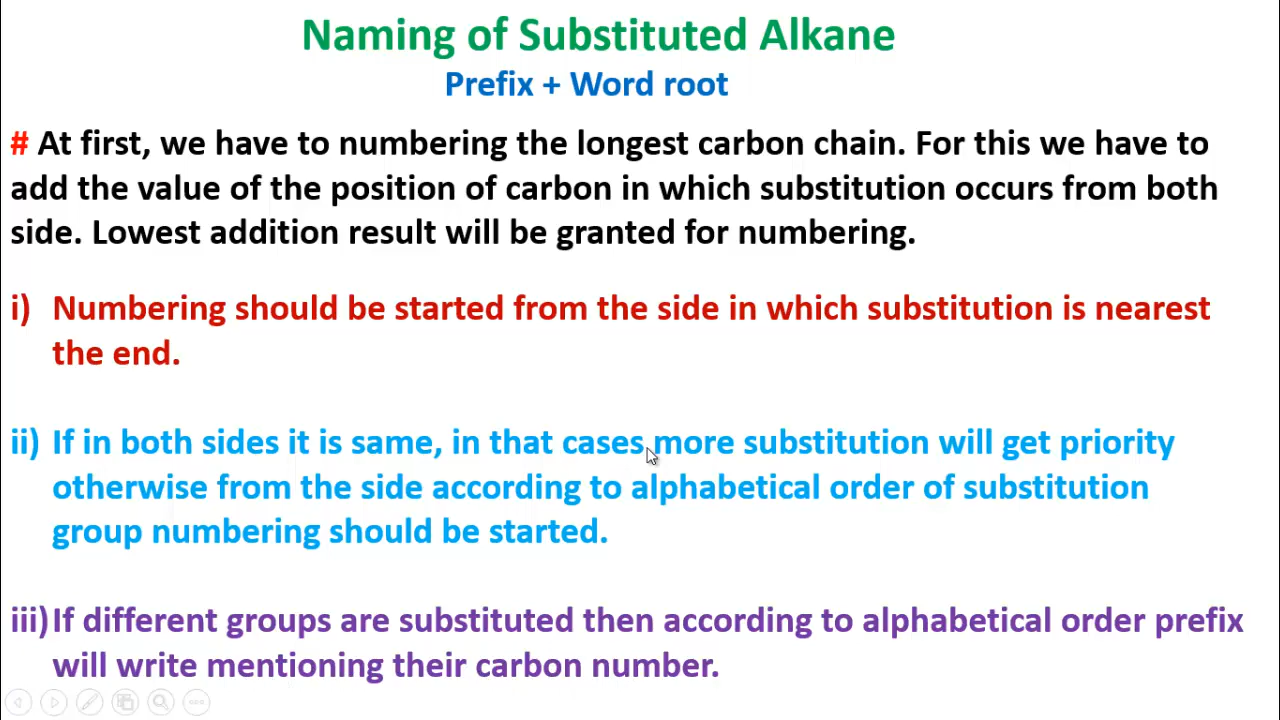 Naming of Substituted Alkane
Prefix + Word root
# At first, we have to numbering the longest carbon chain. For this we have to
add the value of the position of carbon in which substitution occurs from both
side. Lowest addition result will be granted for numbering.
i) Numbering should be started from the side in which substitution is nearest
the end.
ii) If in both sides it is same, in that cases more substitution will get priority
otherwise from the side according to alphabetical order of substitution
group numbering should be started.
iii) If different groups are substituted then according to alphabetical order prefix
will write mentioning their carbon number.